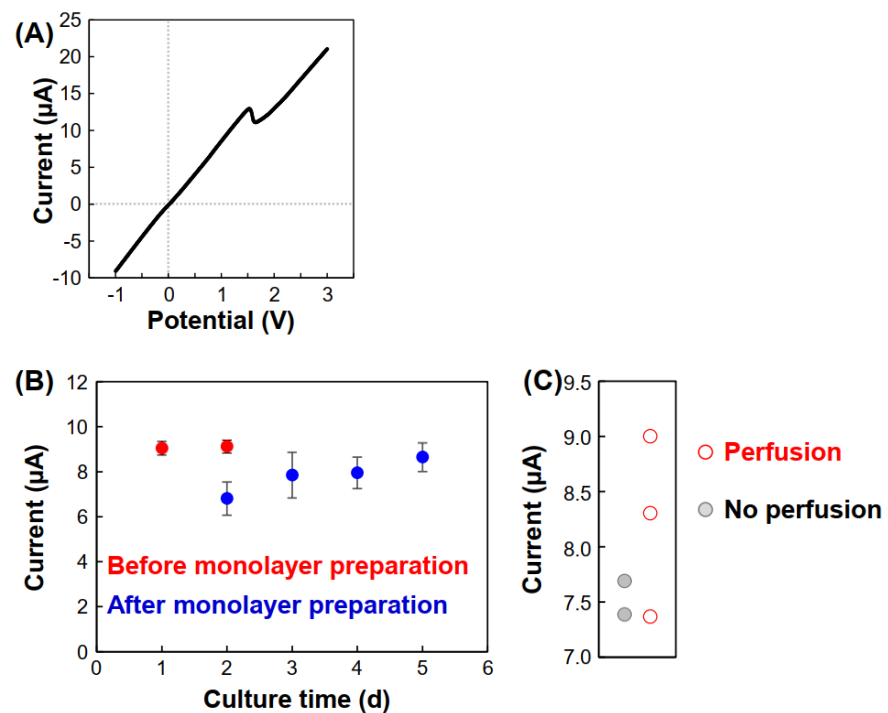 (A)
Current (µA)
25
20
15
10
5
0
-5
-10
-1
0
1
2
3
Potential (V)
(B)
Current (µA)
12
10
8
6
4
2
0
Before monolayer preparation
After monolayer preparation
0
1
2
3
4
5
6
Culture time (d)
(C)
Current (µA)
9.5
9.0
8.5
8.0
7.5
7.0
Perfusion
No perfusion